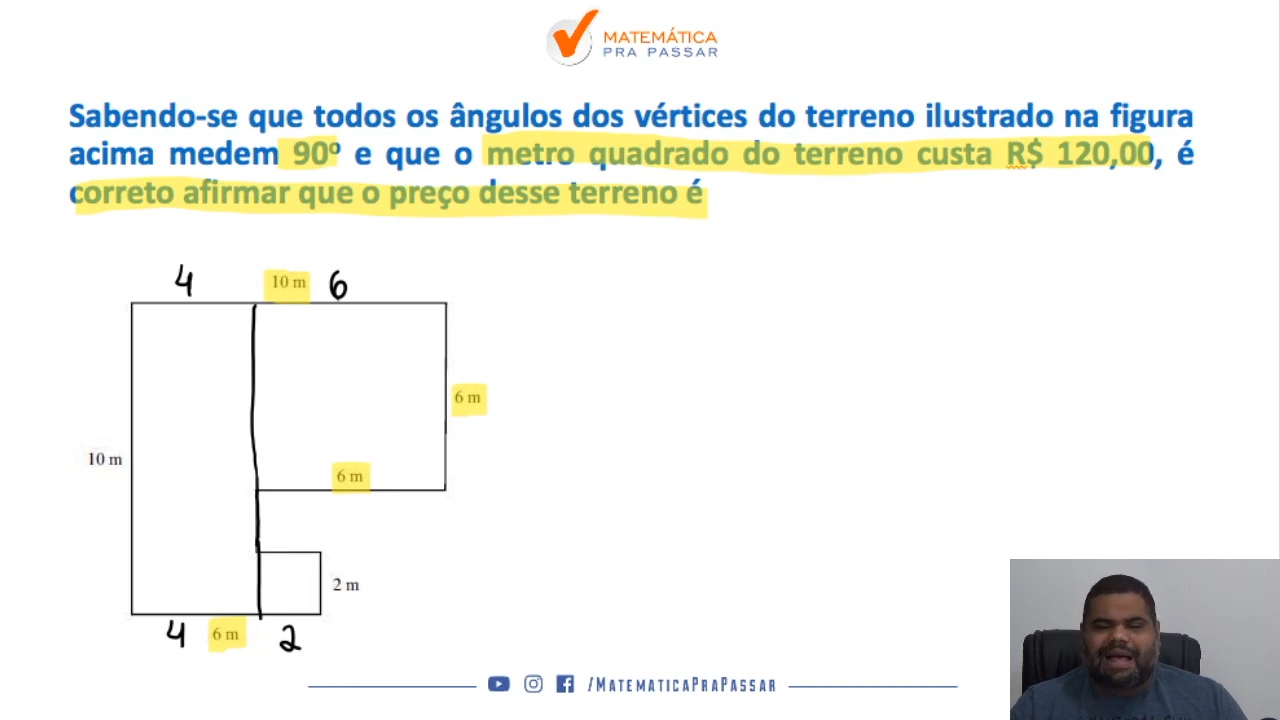 MATEMÁTICA
PRA PASSAR
Sabendo-se que todos os ângulos dos vértices do terreno ilustrado na figura
acima medem 90º e que o metro quadrado do terreno custa R$ 120,00, é
correto afirmar que o preço desse terreno é
4 10 m 6
6 m
10 m
6 m
2 m
4 6 m 2
/MATEMATICAPRAPASSAR